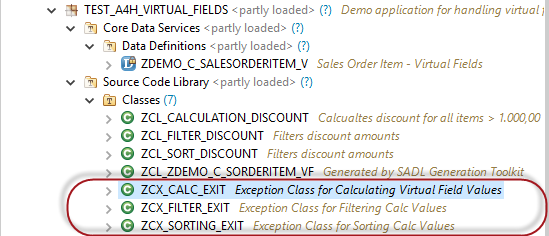 TEST_A4H_VIRTUAL_FIELDS <partly loaded> (?) Demo application for handling virtual f
Core Data Services <partly loaded> (?)
Data Definitions <partly loaded> (?)
ZDEMO_C_SALESORDERITEM_V Sales Order Item - Virtual Fields
Source Code Library <partly loaded> (?)
Classes (7)
ZCL_CALCULATION_DISCOUNT Calcualtes discount for all items > 1.000,00
ZCL_FILTER_DISCOUNT Filters discount amounts
ZCL_SORT_DISCOUNT Filters discount amounts
ZCL_ZDEMO_C_SORDERITEM_VF Generated by SADL Generation Toolkit
ZCX_CALC_EXIT Exception Class for Calculating Virtual Field Values
ZCX_FILTER_EXIT Exception Class for Filtering Calc Values
ZCX_SORTING_EXIT Exception Class for Sorting Calc Values